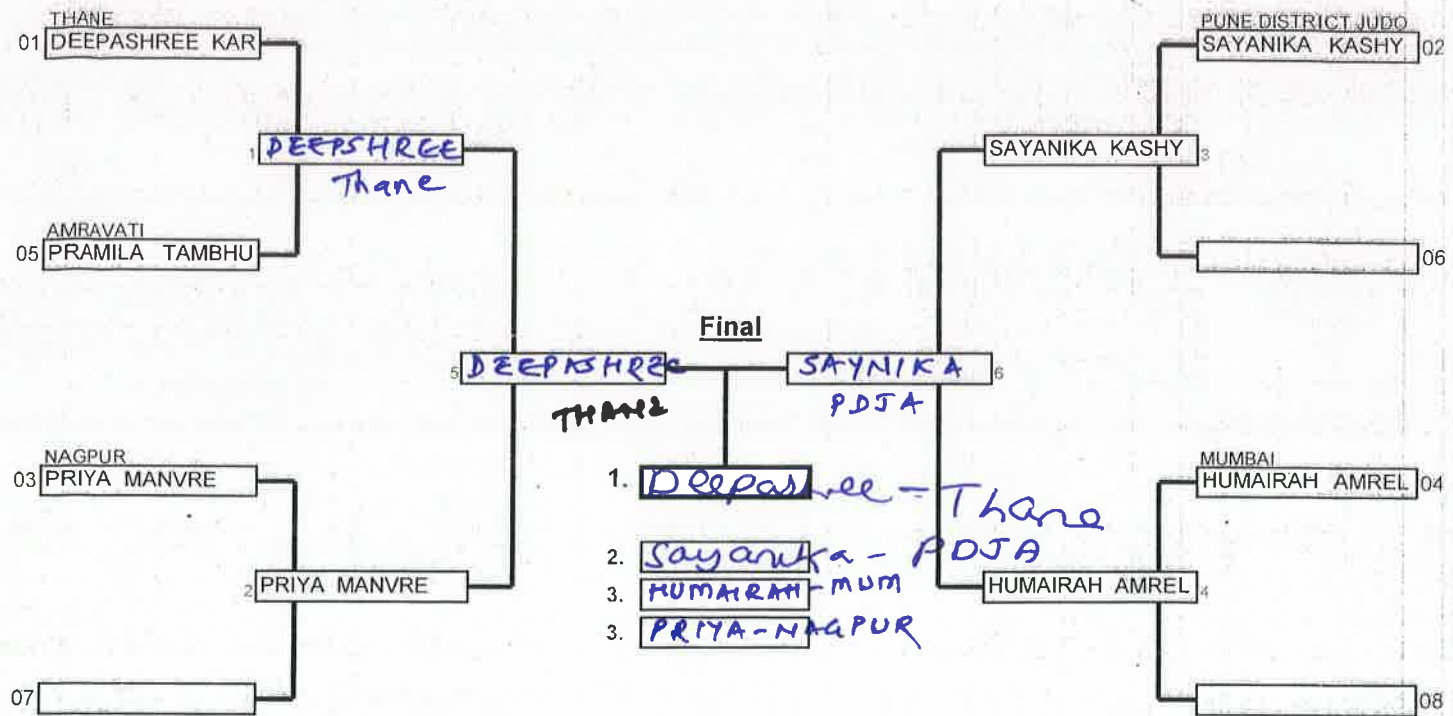 THANE
01 DEEPASHREE KAR
PUNE DISTRICT JUDO
SAYANIKA KASHY 02
1 DEEPSHREE
Thane
SAYANIKA KASHY 3
AMRAVATI
05 PRAMILA TAMBHU
06
Final
5 DEEPASHREE
THANE
SAYNIKA 6
PDJA
NAGPUR
03 PRIYA MANVRE
MUMBAI
HUMAIRAH AMREL 04
1. Deepashree - Thane
2. Sayanika - PDJA
3. HUMAIRAH - MUM
3. PRIYA - NAGPUR
2 PRIYA MANVRE
HUMAIRAH AMREL 4
07
08